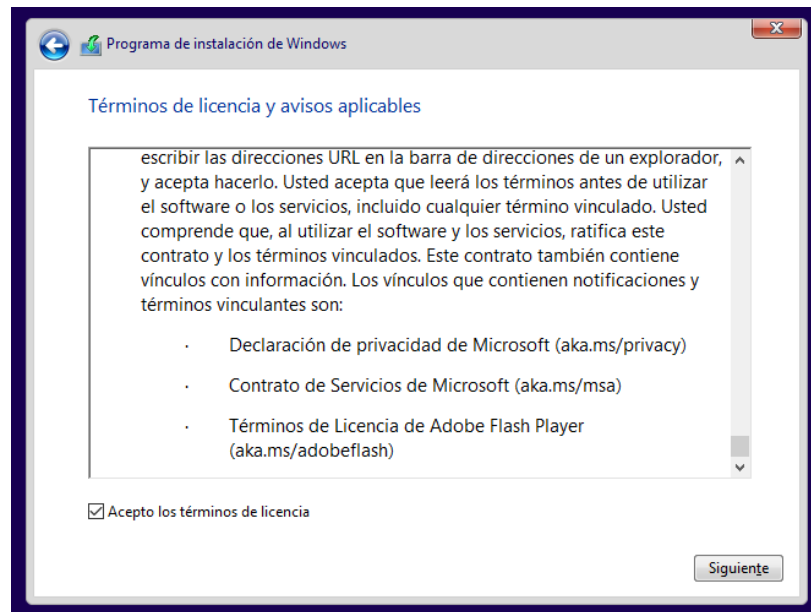 Programa de instalación de Windows
Términos de licencia y avisos aplicables
escribir las direcciones URL en la barra de direcciones de un explorador,
y acepta hacerlo. Usted acepta que leerá los términos antes de utilizar
el software o los servicios, incluido cualquier término vinculado. Usted
comprende que, al utilizar el software y los servicios, ratifica este
contrato y los términos vinculados. Este contrato también contiene
vínculos con información. Los vínculos que contienen notificaciones y
términos vinculantes son:
· Declaración de privacidad de Microsoft (aka.ms/privacy)
· Contrato de Servicios de Microsoft (aka.ms/msa)
· Términos de Licencia de Adobe Flash Player
(aka.ms/adobeflash)
Acepto los términos de licencia
Siguiente